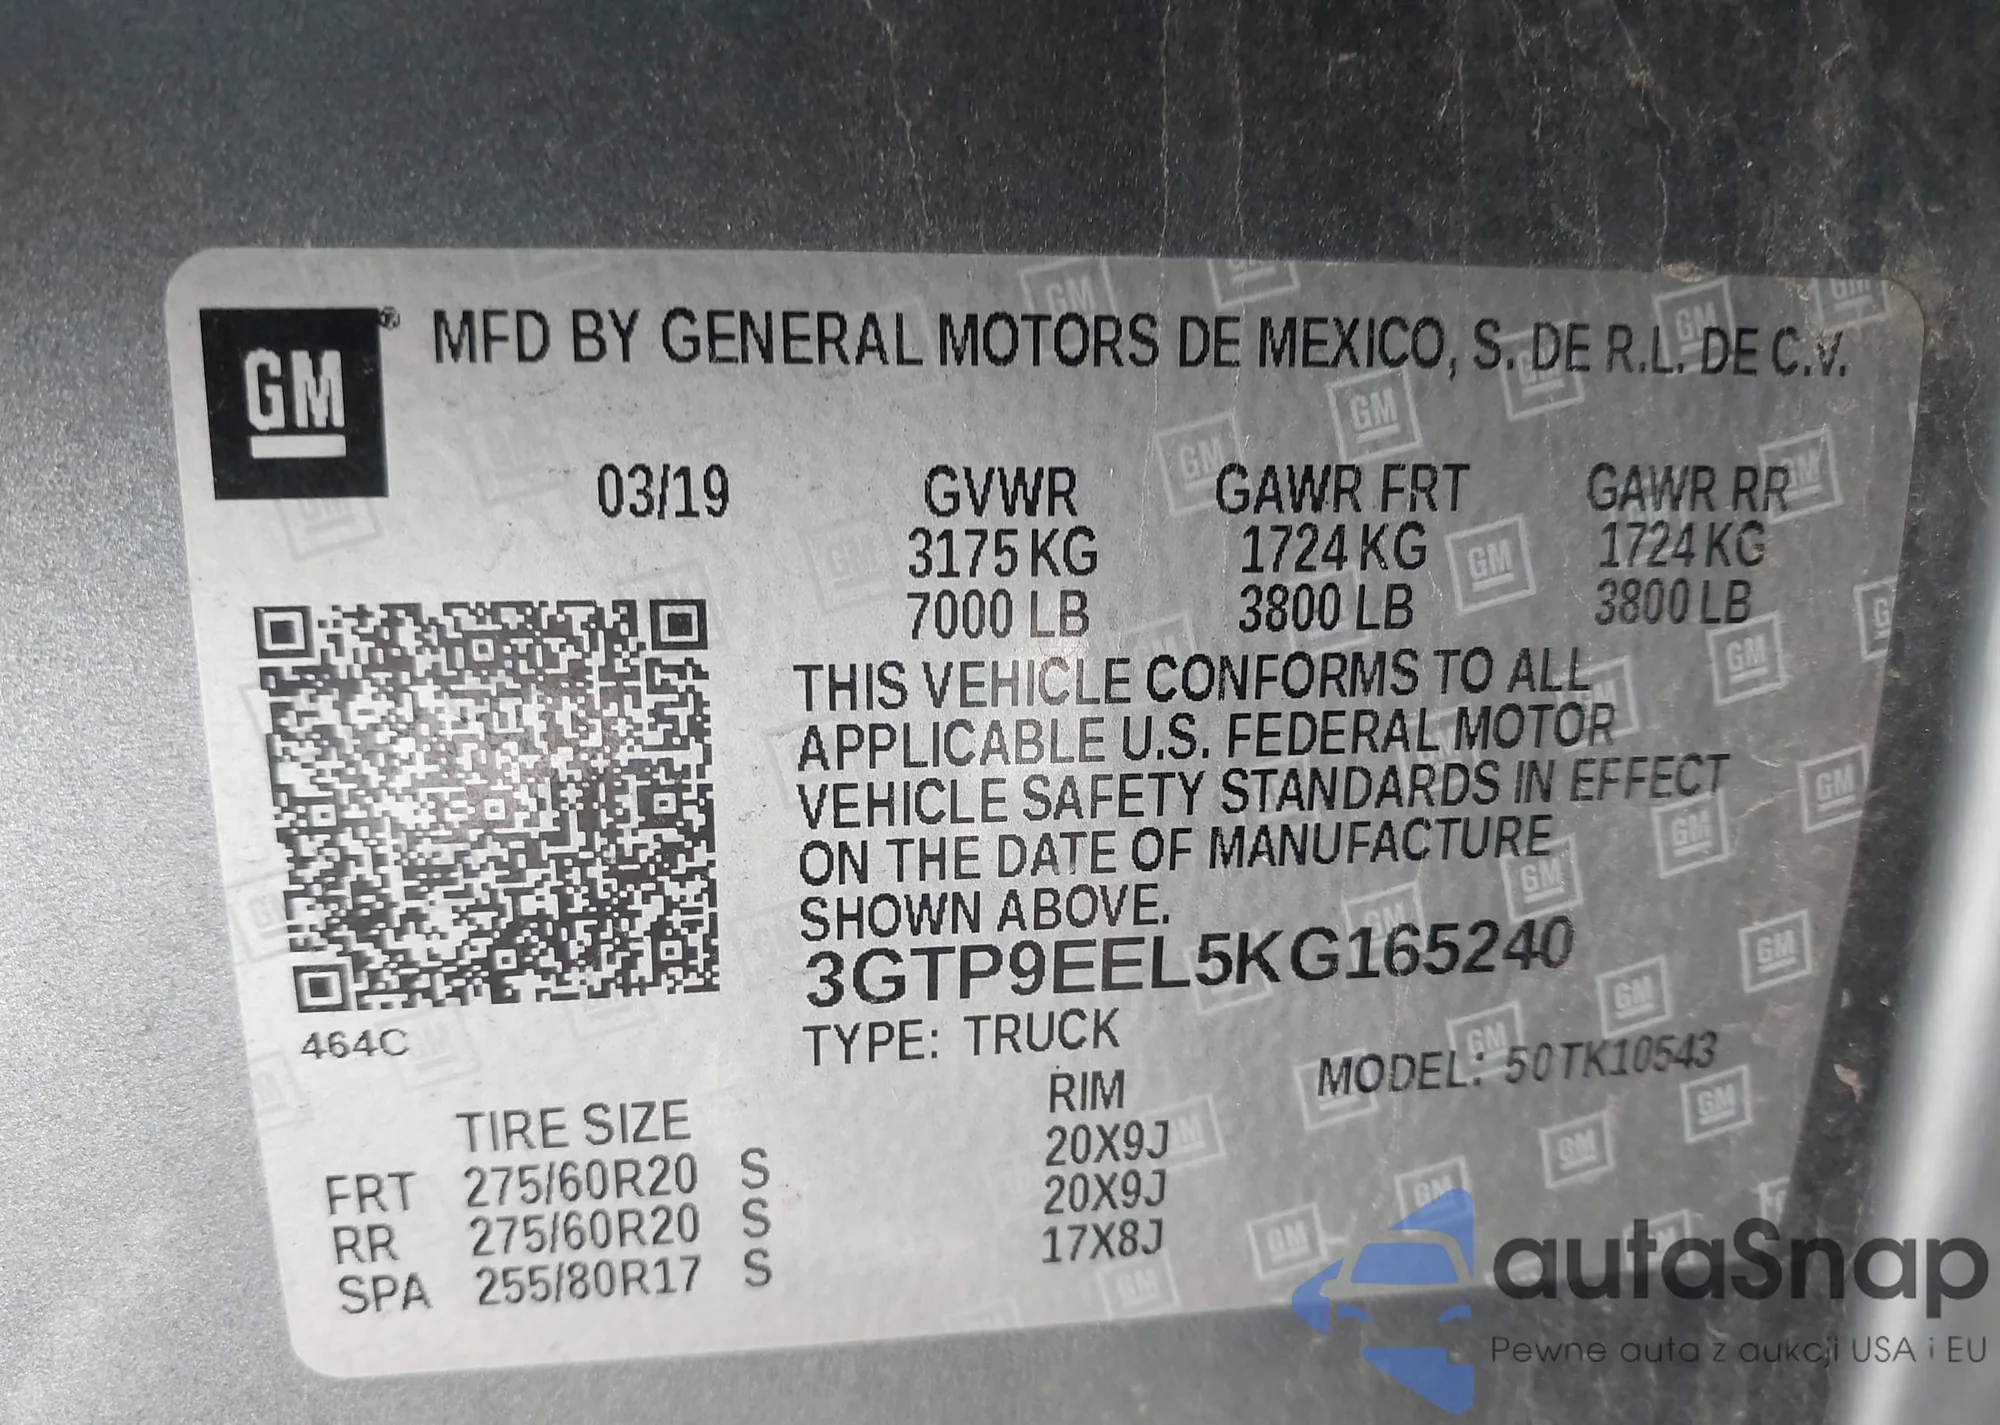 GM® MFD BY GENERAL MOTORS DE MEXICO, S. DE R.L. DE C.V.
03/19 GVWR GAWR FRT GAWR RR
3175 KG 1724 KG 1724 KG
7000 LB 3800 LB 3800 LB
THIS VEHICLE CONFORMS TO ALL
APPLICABLE U.S. FEDERAL MOTOR
VEHICLE SAFETY STANDARDS IN EFFECT
ON THE DATE OF MANUFACTURE
SHOWN ABOVE.
3GTP9EEL5KG165240
464C
TYPE: TRUCK
MODEL: 50TK10543
TIRE SIZE RIM
FRT 275/60R20 S 20X9J
RR 275/60R20 S 20X9J
SPA 255/80R17 S 17X8J
autaSnap
Pewne auta z aukcji USA i EU